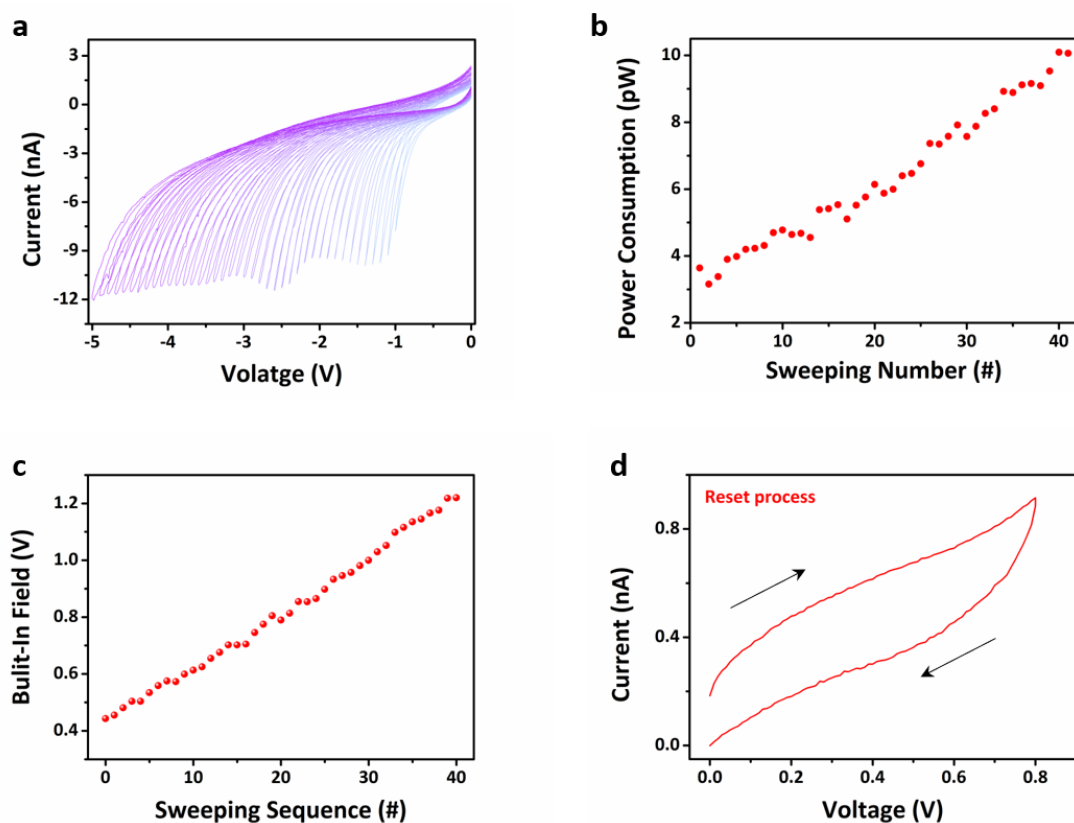 a
3
0
-3
-6
-9
-12
Current (nA)
-5 -4 -3 -2 -1 0
Volatge (V)
b
10
8
6
4
2
Power Consumption (pW)
0 10 20 30 40
Sweeping Number (#)
c
1.2
1.0
0.8
0.6
0.4
Bulit-In Field (V)
0 10 20 30 40
Sweeping Sequence (#)
d
Reset process
0.8
0.4
0.0
Current (nA)
0.0 0.2 0.4 0.6 0.8
Voltage (V)